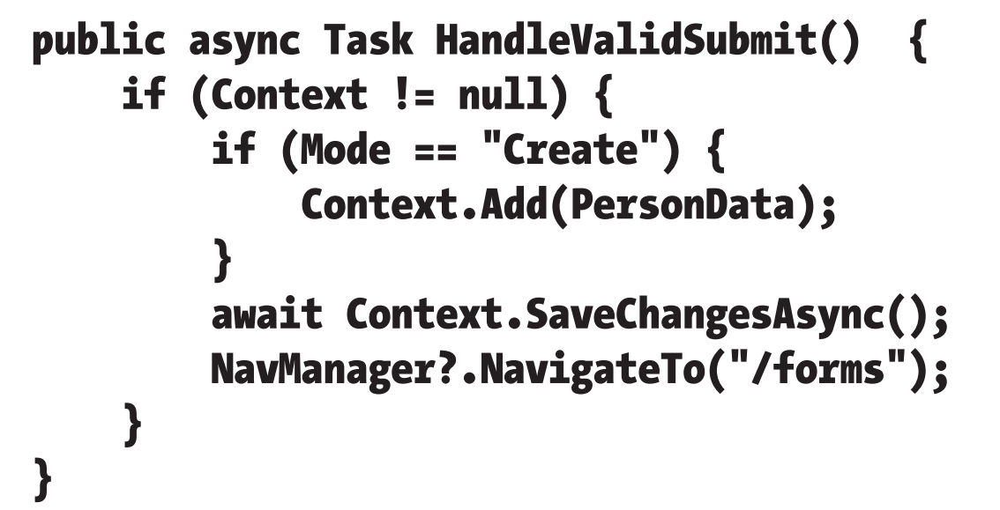 public async Task HandleValidSubmit()  {
    if (Context != null) {
        if (Mode == "Create") {
            Context.Add(PersonData);
        }
        await Context.SaveChangesAsync();
        NavManager?.NavigateTo("/forms");
    }
}